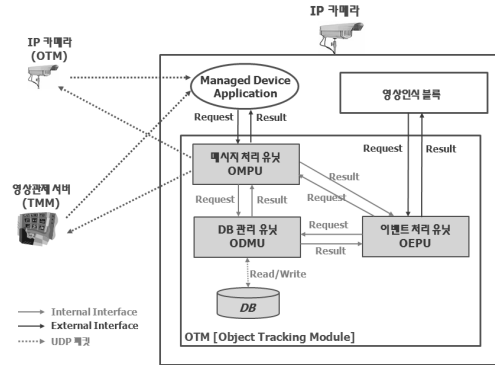 IP 카메라
IP 카메라
(OTM)
Managed Device
Application
영상인식 블록
Request
Result
Request
Result
메시지 처리 유닛
OMPU
Result
Request
Request
Result
영상관제 서버
(TMM)
DB 관리 유닛
ODMU
Request
Result
이벤트 처리 유닛
OEPU
Read/Write
DB
Internal Interface
External Interface
UDP 패킷
OTM [Object Tracking Module]